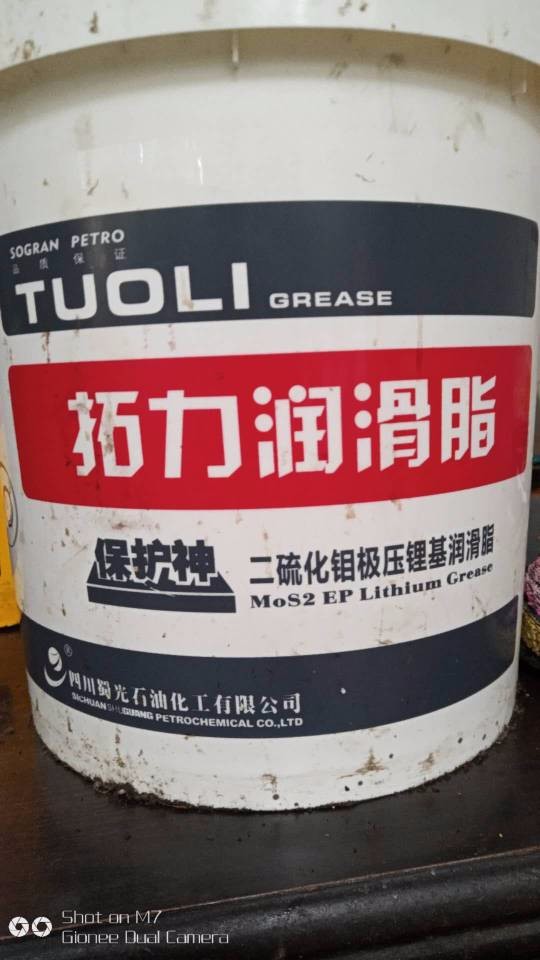 SOGRAN PETRO
品质保证
TUOLI GREASE
拓力润滑脂
保护神
二硫化钼极压锂基润滑脂
MoS2 EP Lithium Grease
®
四川蜀光石油化工有限公司
SICHUAN SHUGUANG PETROCHEMICAL CO.,LTD
Shot on M7
Gionee Dual Camera